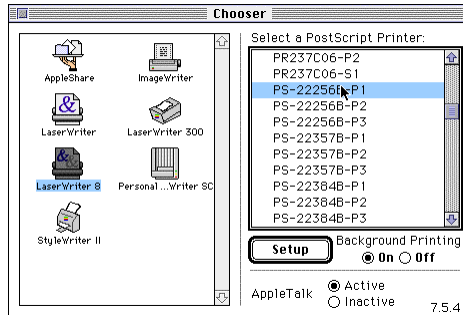 Chooser
AppleShare
ImageWriter
LaserWriter
LaserWriter 300
LaserWriter 8
Personal ...Writer SC
StyleWriter II
Select a PostScript Printer:
PR237C06-P2
PR237C06-S1
PS-22256B-P1
PS-22256B-P2
PS-22256B-P3
PS-22357B-P1
PS-22357B-P2
PS-22357B-P3
PS-22384B-P1
PS-22384B-P2
PS-22384B-P3
Setup
Background Printing
On Off
AppleTalk
Active
Inactive
7.5.4